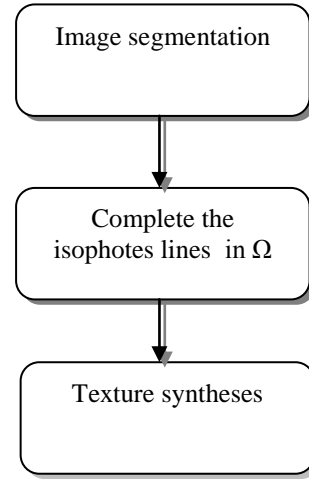 Image segmentation
Complete the
isophotes lines in Ω
Texture syntheses